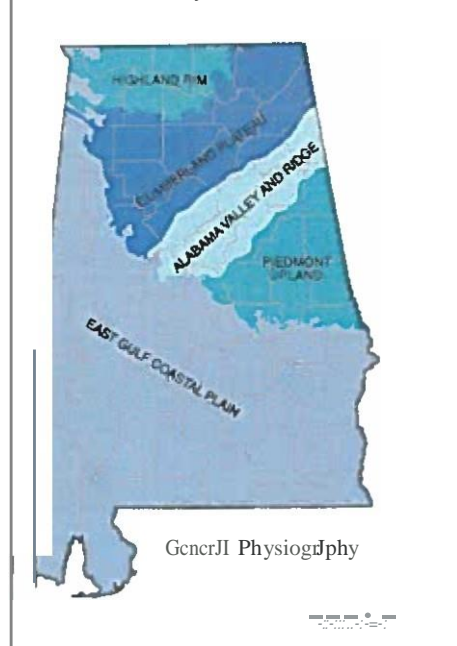 HIGHLAND RIM
CUMBERLAND PLATEAU
ALABAMA VALLEY AND RIDGE
PIEDMONT
UPLAND
EAST GULF COASTAL PLAIN
GcncrJI PhysiogrJphy